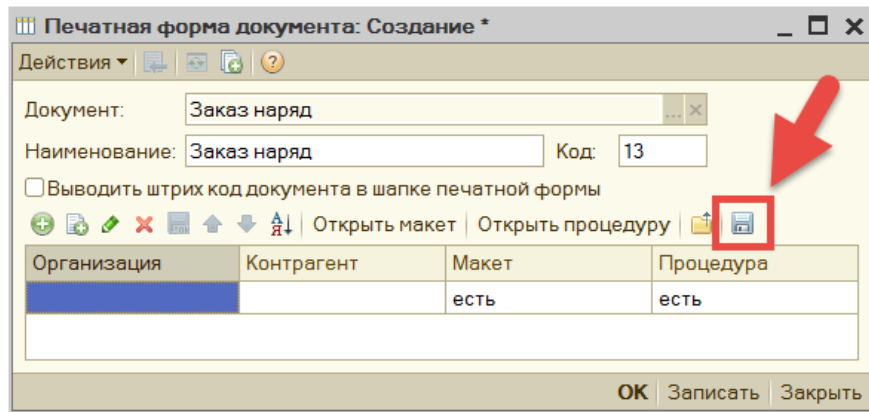 Печатная форма документа: Создание *
Действия
Документ: Заказ наряд ... ×
Наименование: Заказ наряд Код: 13
Выводить штрих код документа в шапке печатной формы
Открыть макет Открыть процедуру
Организация Контрагент Макет Процедура
есть есть
ОК Записать Закрыть